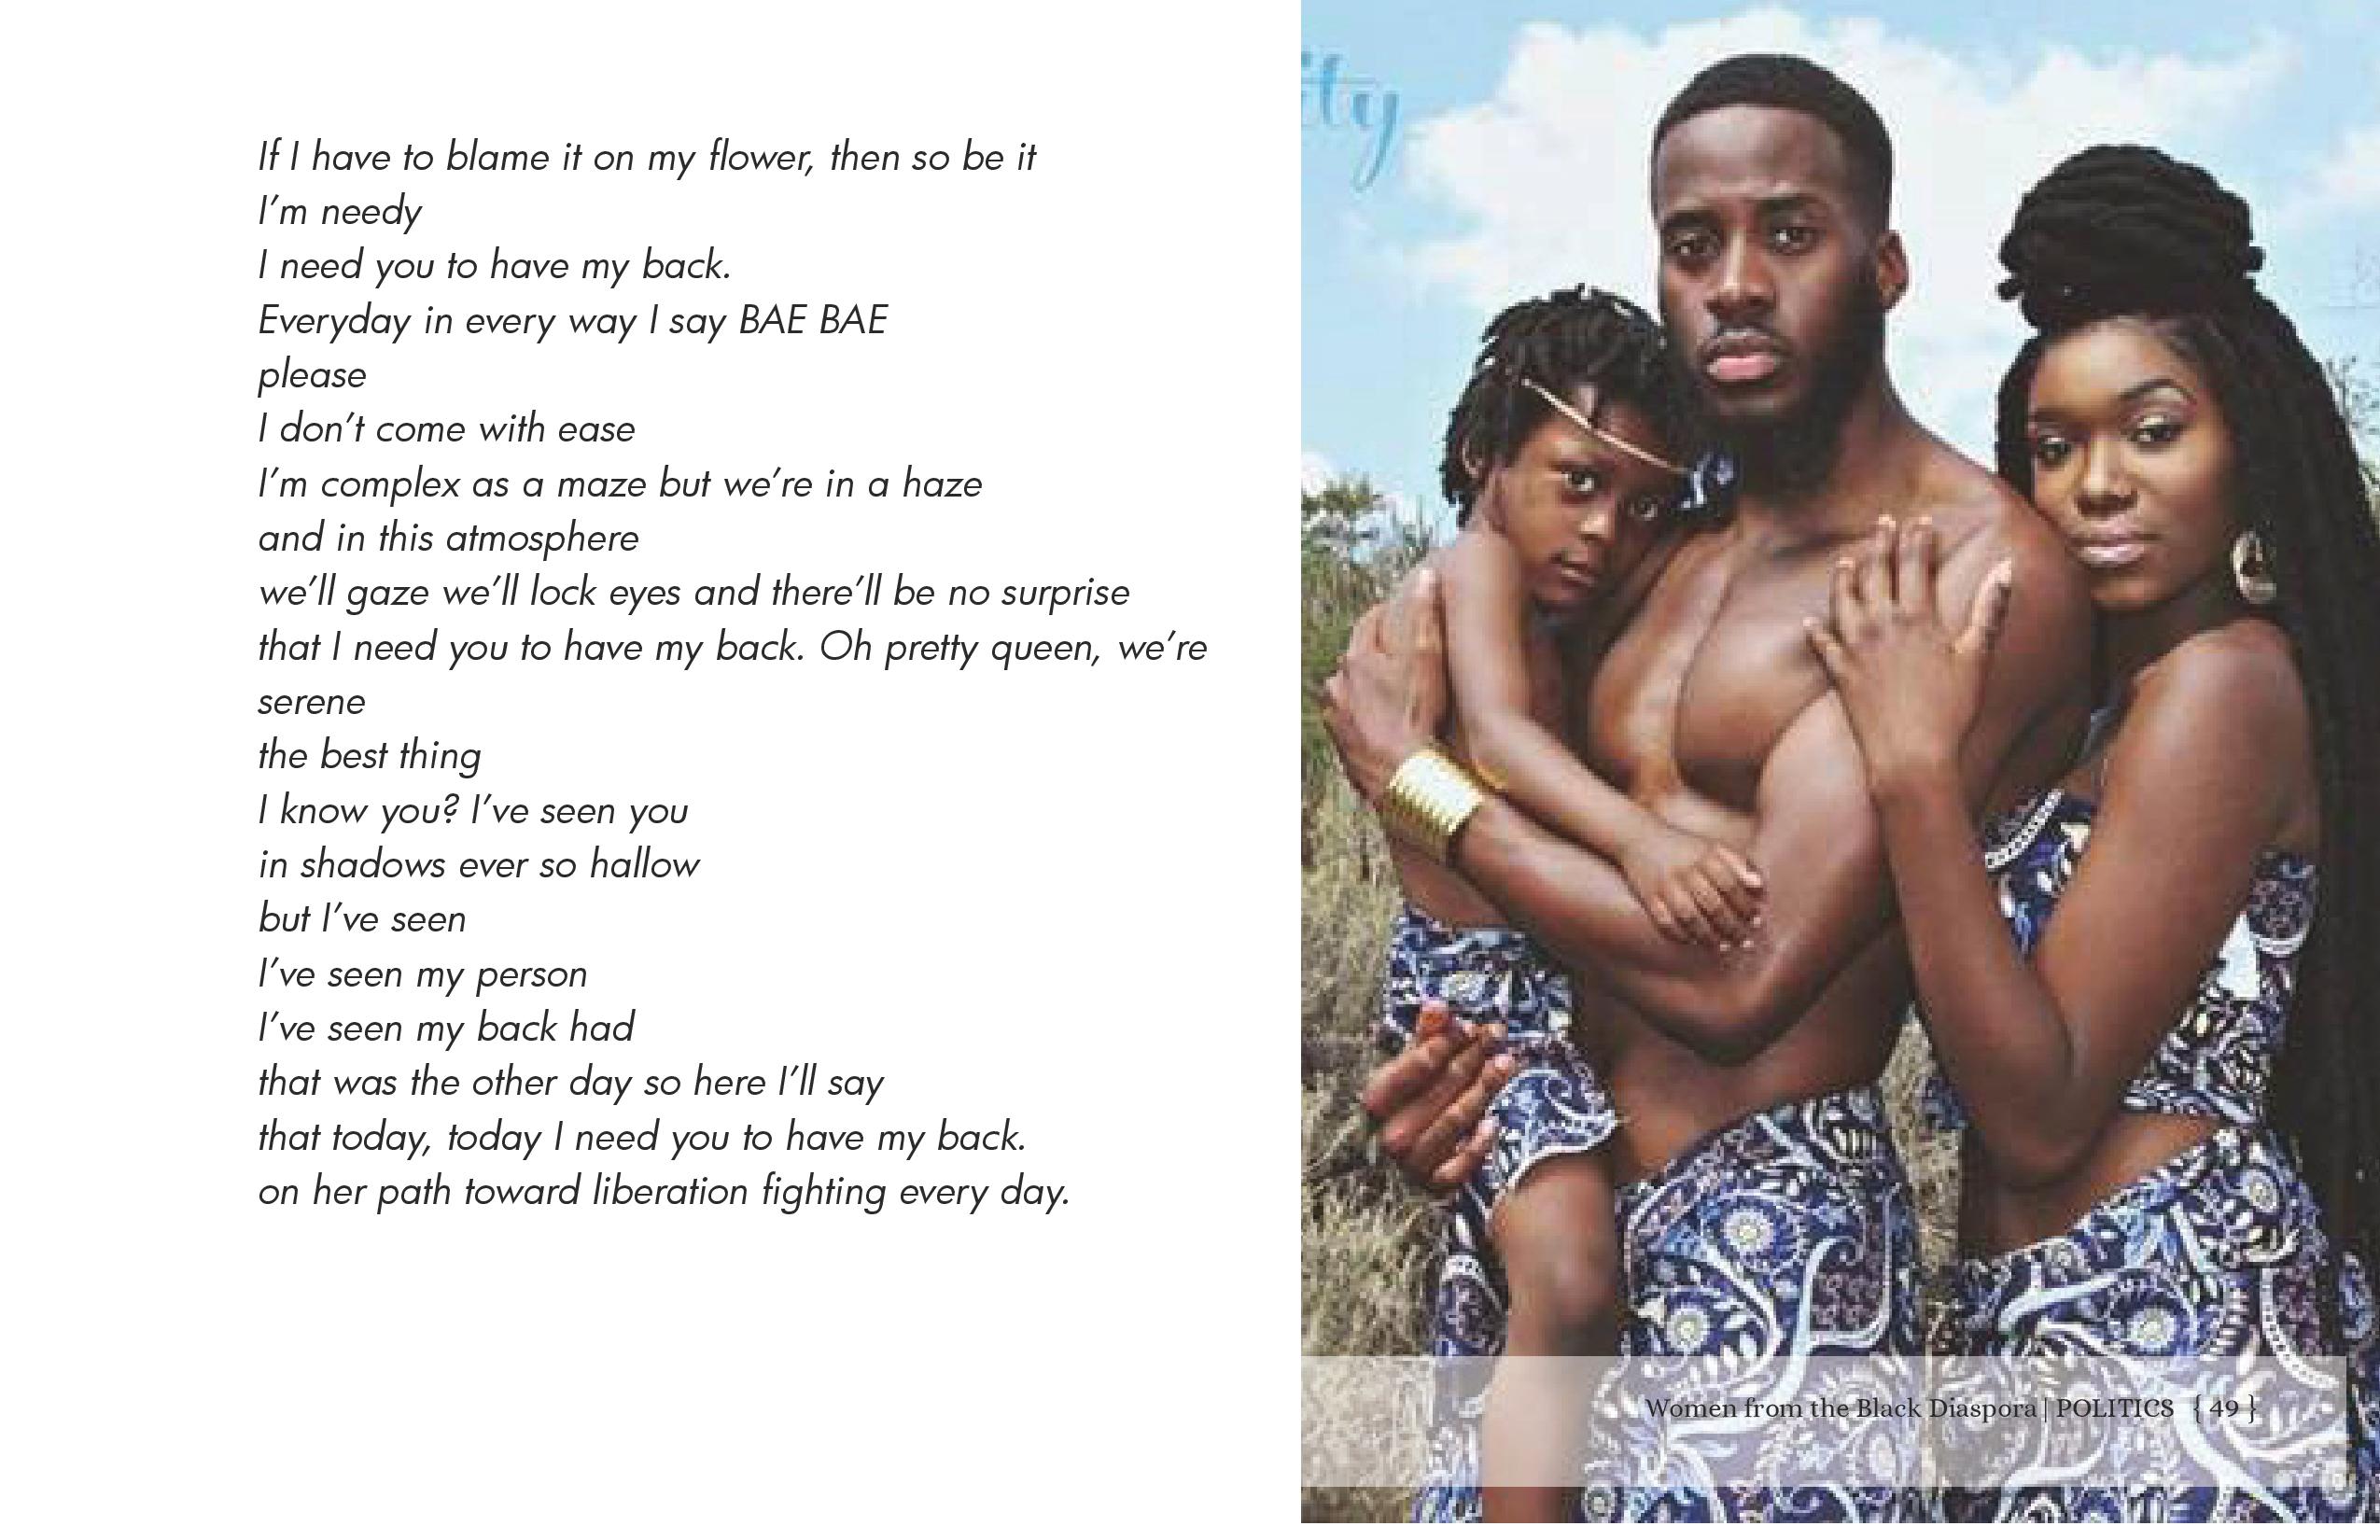 If I have to blame it on my flower, then so be it
I'm needy
I need you to have my back.
Everyday in every way I say BAE BAE
please
I don't come with ease
I'm complex as a maze but we're in a haze
and in this atmosphere
we'll gaze we'll lock eyes and there'll be no surprise
that I need you to have my back. Oh pretty queen, we're
serene
the best thing
I know you? I've seen you
in shadows ever so hallow
but I've seen
I've seen my person
I've seen my back had
that was the other day so here I'll say
that today, today I need you to have my back.
on her path toward liberation fighting every day.
ity
Women from the Black Diaspora | POLITICS { 49 }